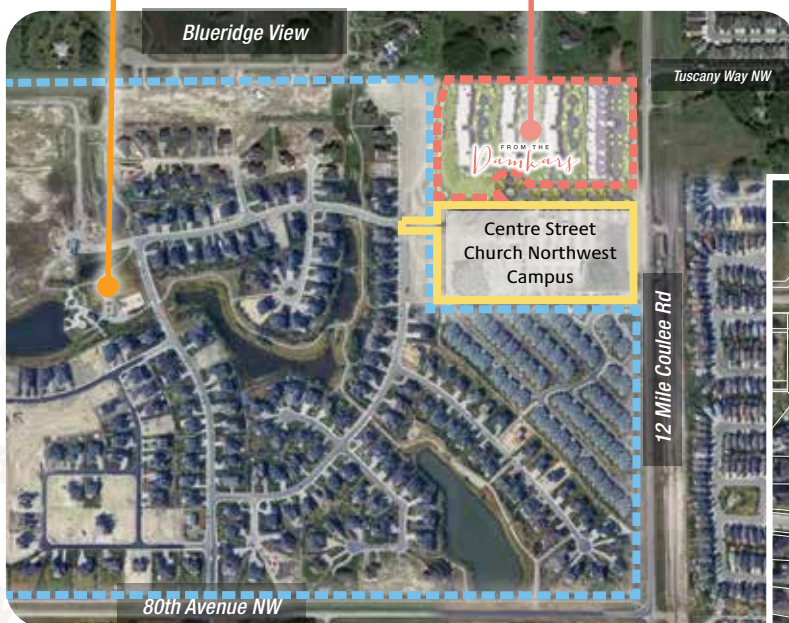 Blueridge View
Tuscany Way NW
FROM THE
Damkars
Centre Street
Church Northwest
Campus
12 Mile Coulee Rd
80th Avenue NW